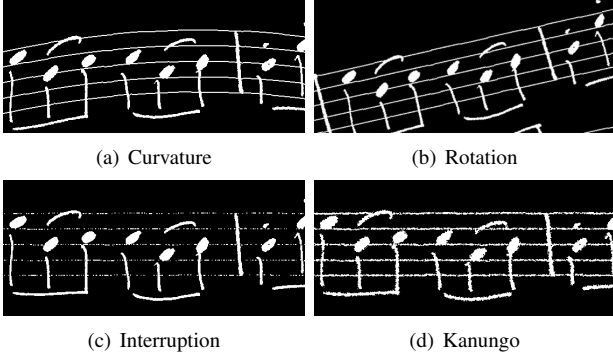 (a) Curvature
(b) Rotation
(c) Interruption
(d) Kanungo